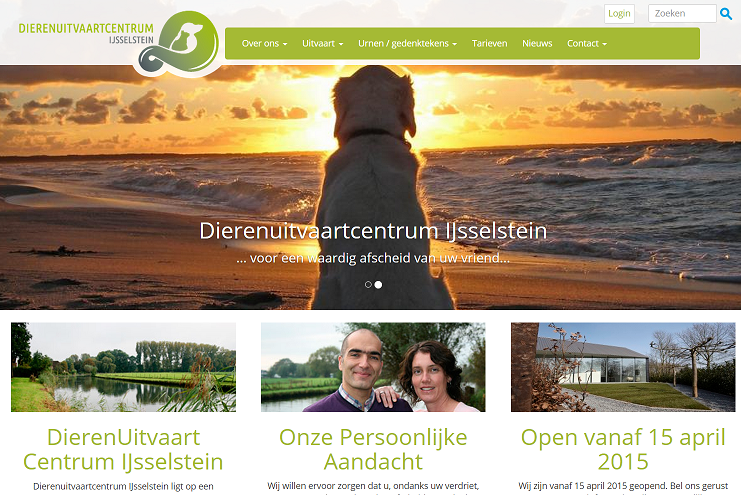 DIERENUITVAARTCENTRUM
IJSSELSTEIN
Login
Zoeken
Over ons
Uitvaart
Urnen / gedenktekens
Tarieven
Nieuws
Contact
Dierenuitvaartcentrum IJsselstein
... voor een waardig afscheid van uw vriend...
DierenUitvaart
Centrum IJsselstein
Dierenuitvaartcentrum IJsselstein ligt op een
Onze Persoonlijke
Aandacht
Wij willen ervoor zorgen dat u, ondanks uw verdriet,
Open vanaf 15 april
2015
Wij zijn vanaf 15 april 2015 geopend. Bel ons gerust